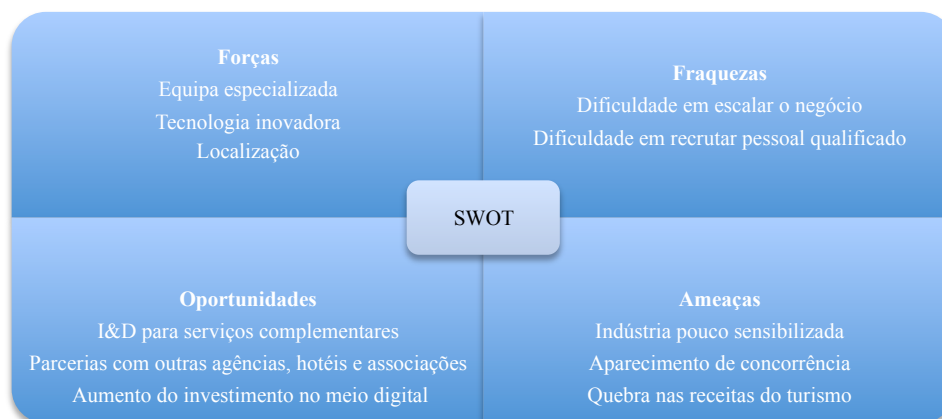 Forças
Equipa especializada
Tecnologia inovadora
Localização
Fraquezas
Dificuldade em escalar o negócio
Dificuldade em recrutar pessoal qualificado
SWOT
Oportunidades
I&D para serviços complementares
Parcerias com outras agências, hotéis e associações
Aumento do investimento no meio digital
Ameaças
Indústria pouco sensibilizada
Aparecimento de concorrência
Quebra nas receitas do turismo